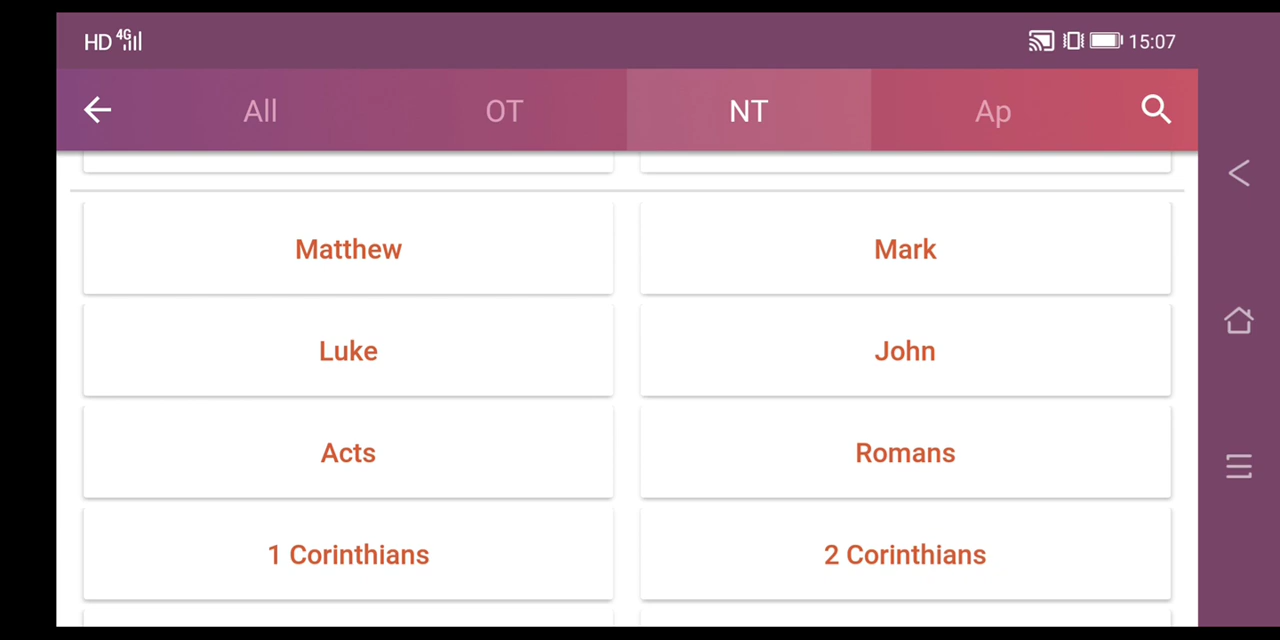 HD 4G 15:07
All OT NT Ap
Matthew Mark
Luke John
Acts Romans
1 Corinthians 2 Corinthians